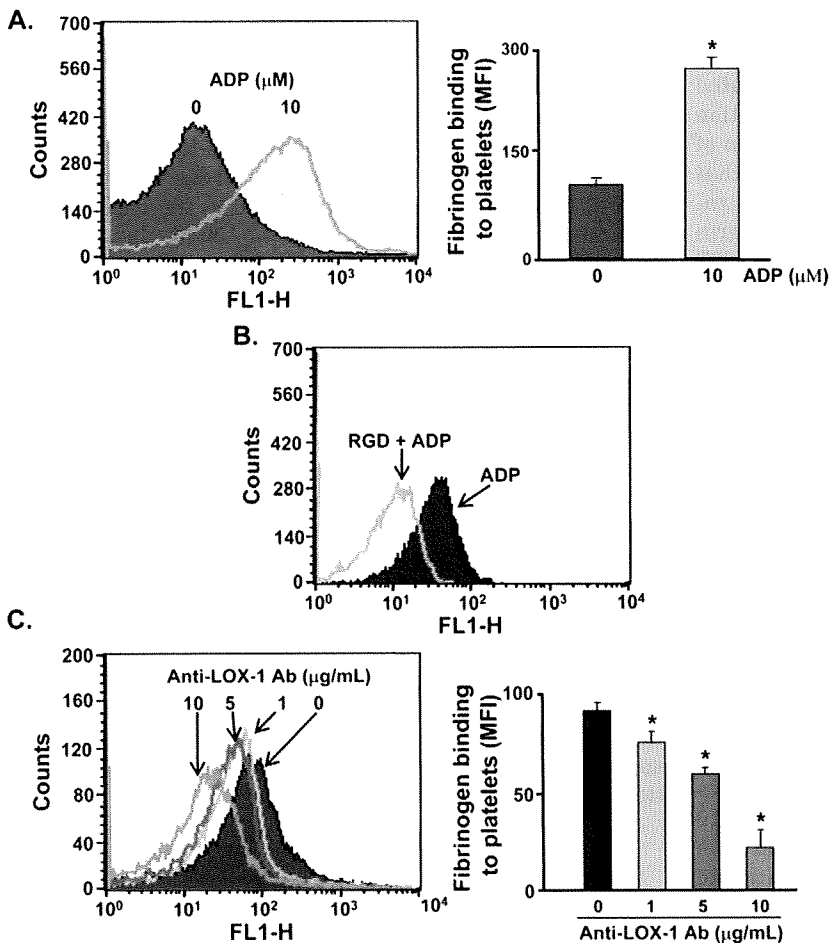 A.
700
560
420
280
140
0
Counts
ADP (μM)
0 10
10⁰ 10¹ 10² 10³ 10⁴
FL1-H
Fibrinogen binding
to platelets (MFI)
300
150
0
*
0 10 ADP (μM)
B.
700
560
420
280
140
0
Counts
RGD + ADP
ADP
10⁰ 10¹ 10² 10³ 10⁴
FL1-H
C.
200
160
120
80
40
0
Counts
Anti-LOX-1 Ab (μg/mL)
10 5 1 0
10⁰ 10¹ 10² 10³ 10⁴
FL1-H
Fibrinogen binding
to platelets (MFI)
100
50
0
* * *
0 1 5 10
Anti-LOX-1 Ab (μg/mL)